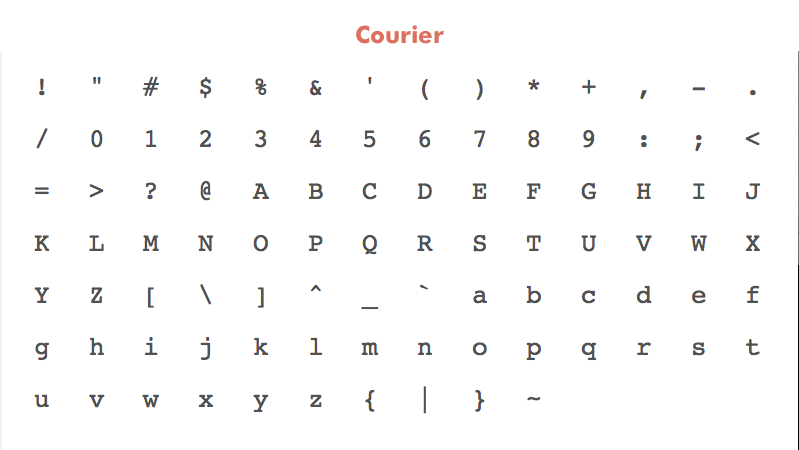 Courier
! " # $ % & ' ( ) * + , - .
/ 0 1 2 3 4 5 6 7 8 9 : ; <
= > ? @ A B C D E F G H I J
K L M N O P Q R S T U V W X
Y Z [ \ ] ^ _ ` a b c d e f
g h i j k l m n o p q r s t
u v w x y z { | } ~